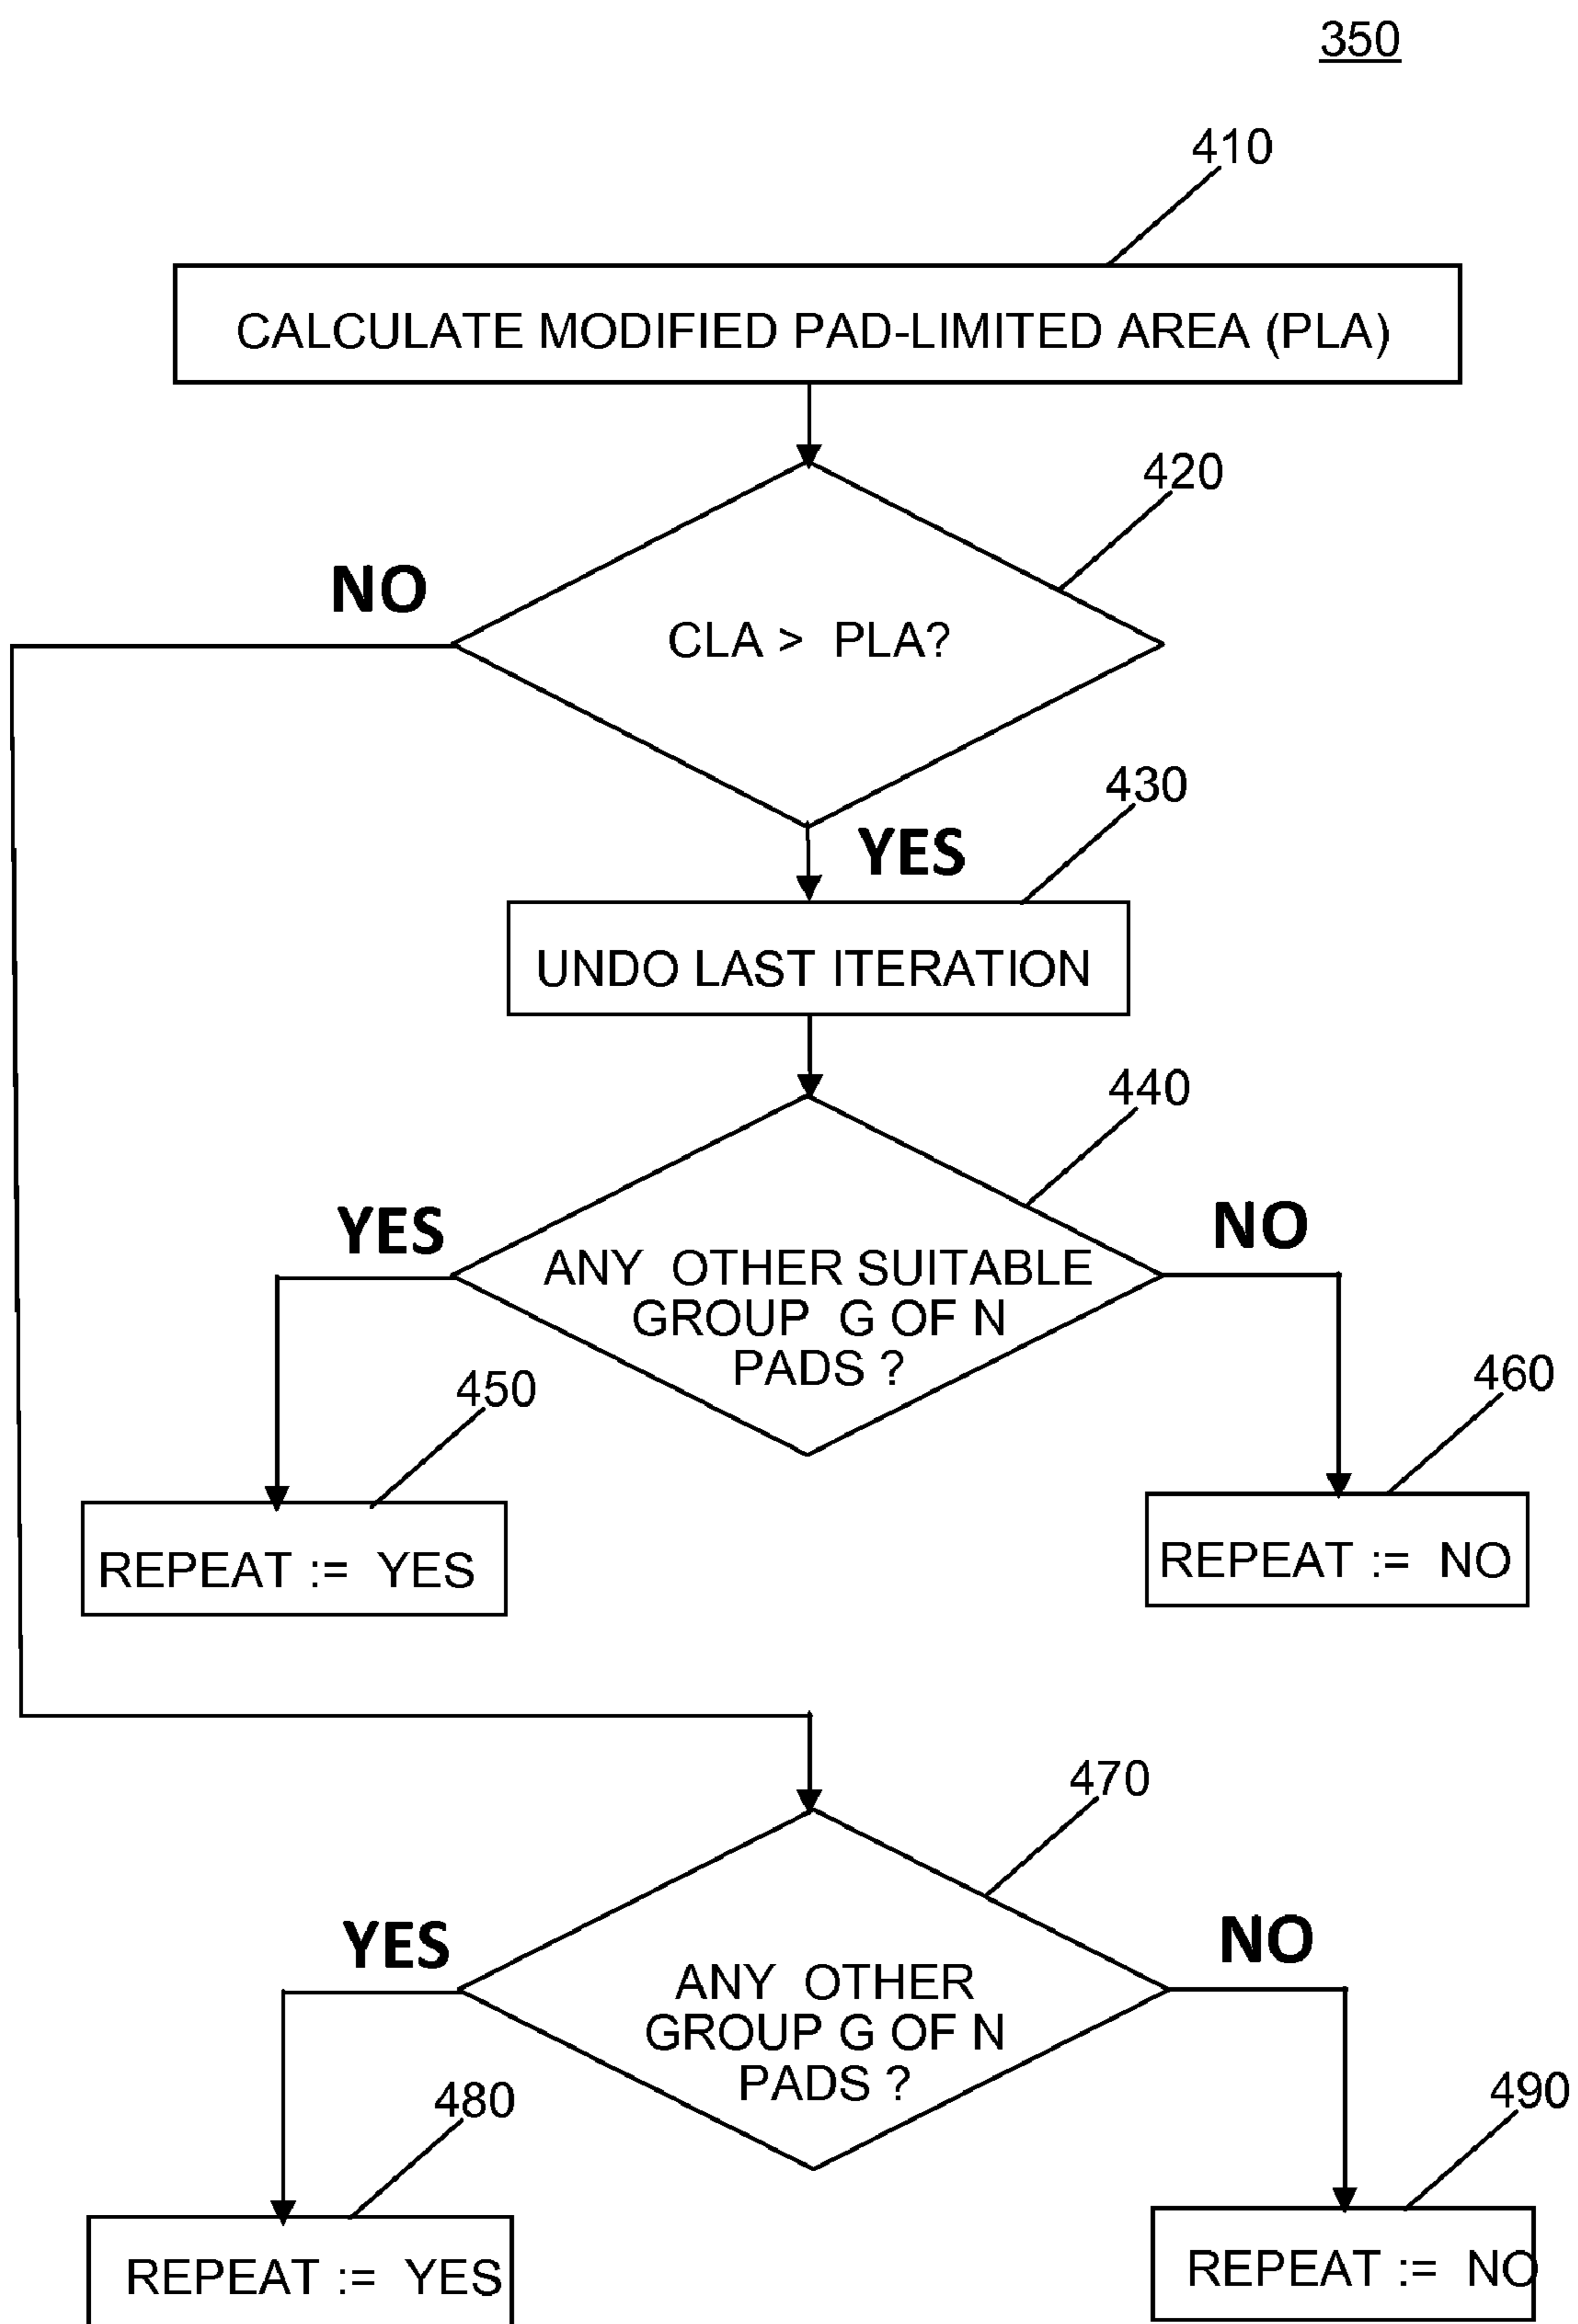 350
410
CALCULATE MODIFIED PAD-LIMITED AREA (PLA)
420
NO
CLA > PLA?
430
YES
UNDO LAST ITERATION
440
YES
NO
ANY OTHER SUITABLE
GROUP G OF N
PADS ?
450
460
REPEAT := YES
REPEAT := NO
470
YES
NO
ANY OTHER
GROUP G OF N
PADS ?
480
490
REPEAT := YES
REPEAT := NO